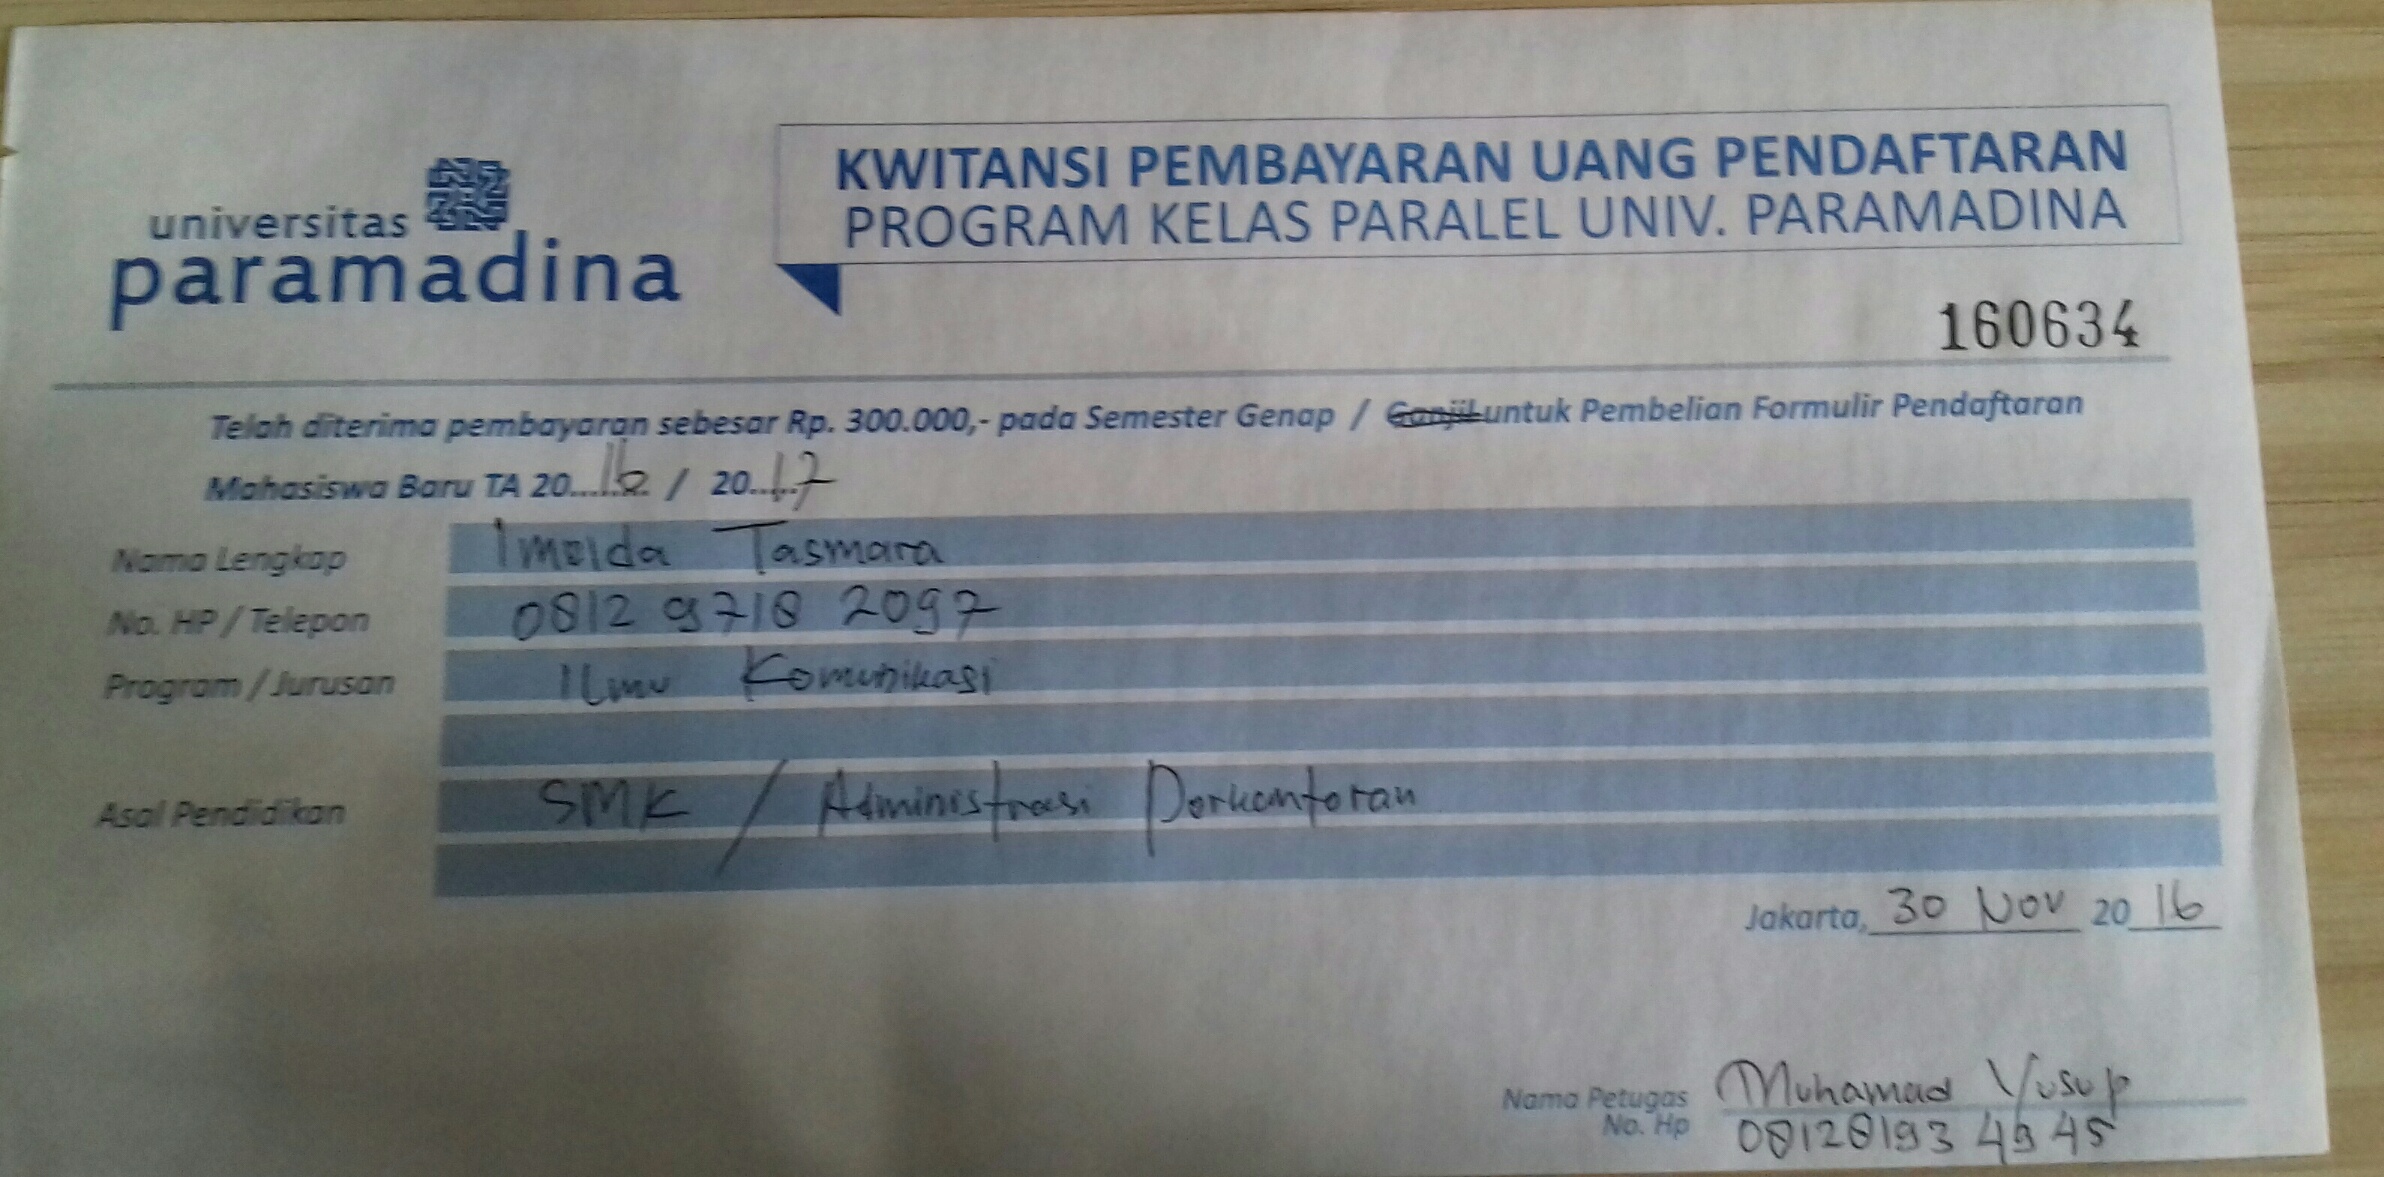 universitas
paramadina
KWITANSI PEMBAYARAN UANG PENDAFTARAN
PROGRAM KELAS PARALEL UNIV. PARAMADINA
160634
Telah diterima pembayaran sebesar Rp. 300.000,- pada Semester Genap / Ganjil untuk Pembelian Formulir Pendaftaran
Mahasiswa Baru TA 20...16.. / 20..17
Nama Lengkap Imelda Tasmara
No. HP / Telepon 0812 9718 2097
Program / Jurusan Ilmu Komunikasi
Asal Pendidikan SMK / Administrasi Perkantoran
Jakarta, 30 Nov 20 16
Nama Petugas Muhamad Yusup
No. Hp 08128193 4945